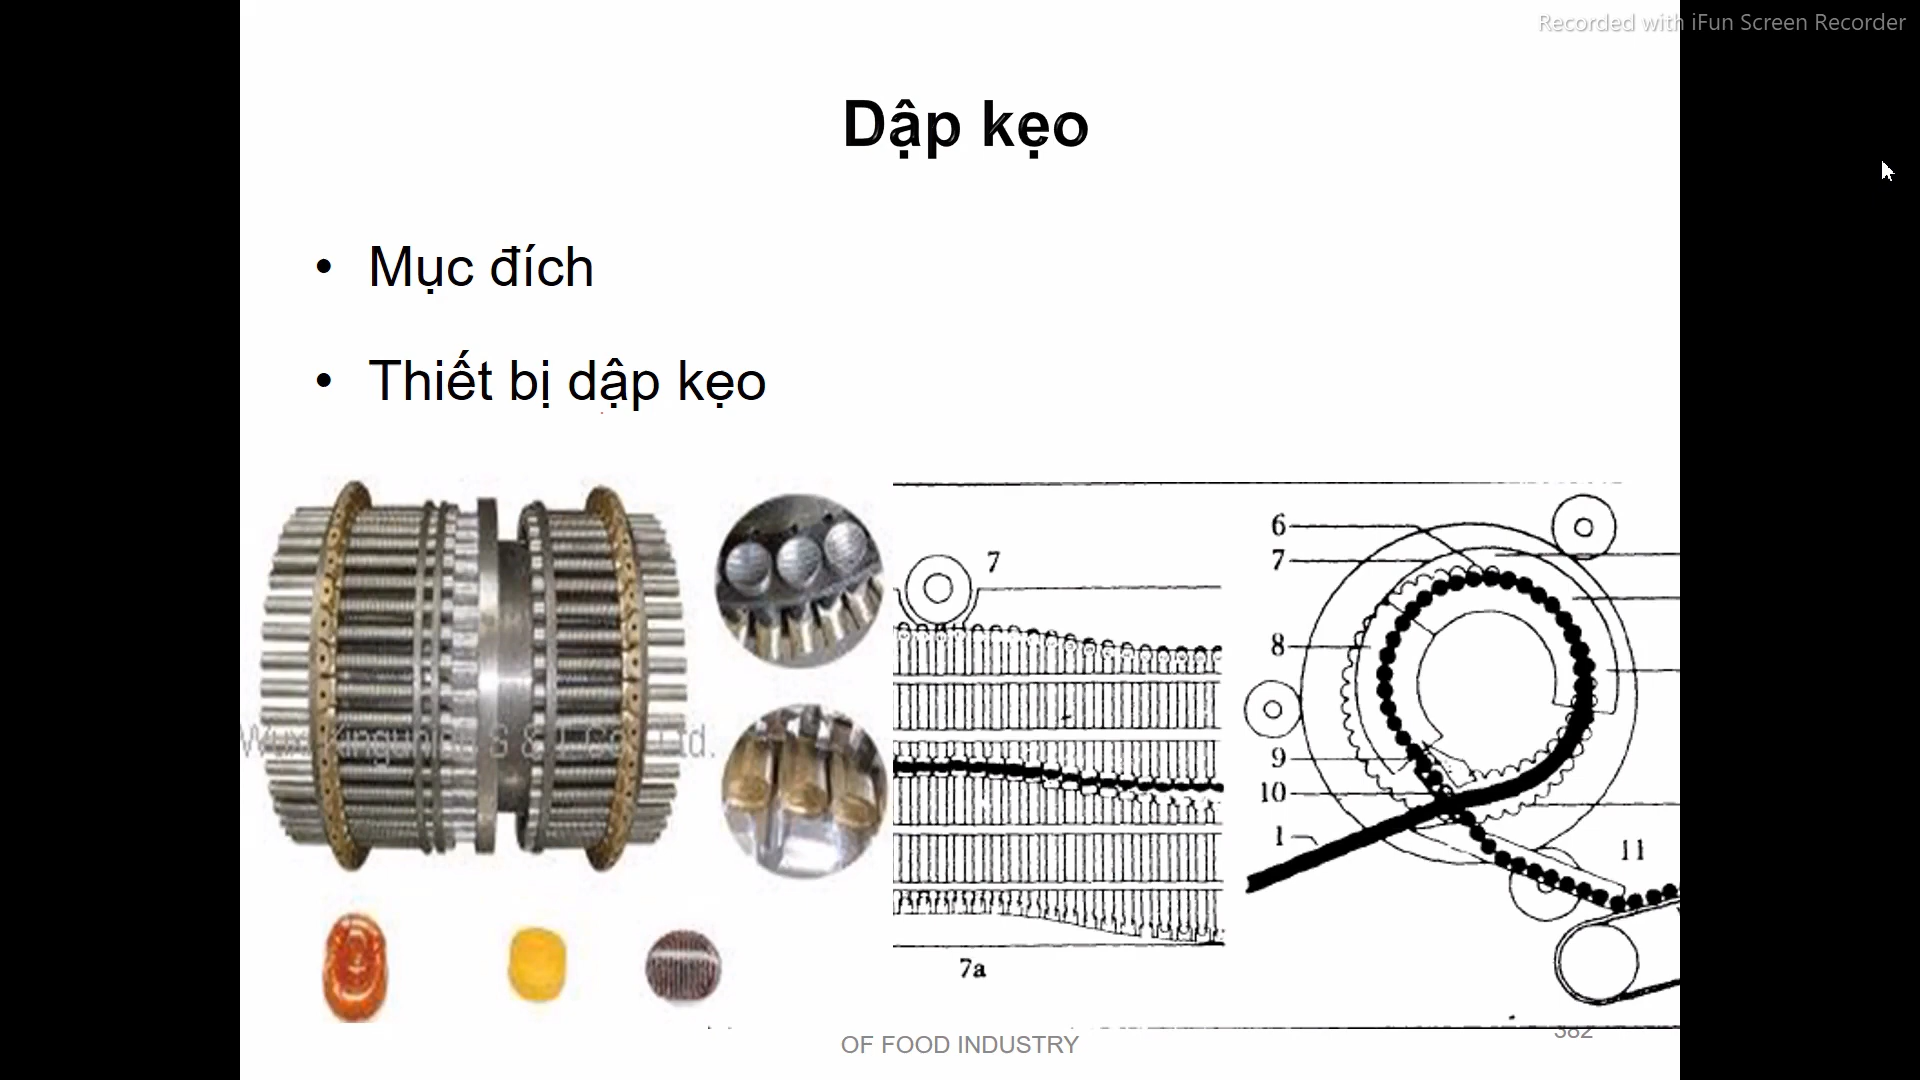 Recorded with iFun Screen Recorder
Dập kẹo
• Mục đích
• Thiết bị dập kẹo
7
7a
6
7
8
9
10
1
11
OF FOOD INDUSTRY
382